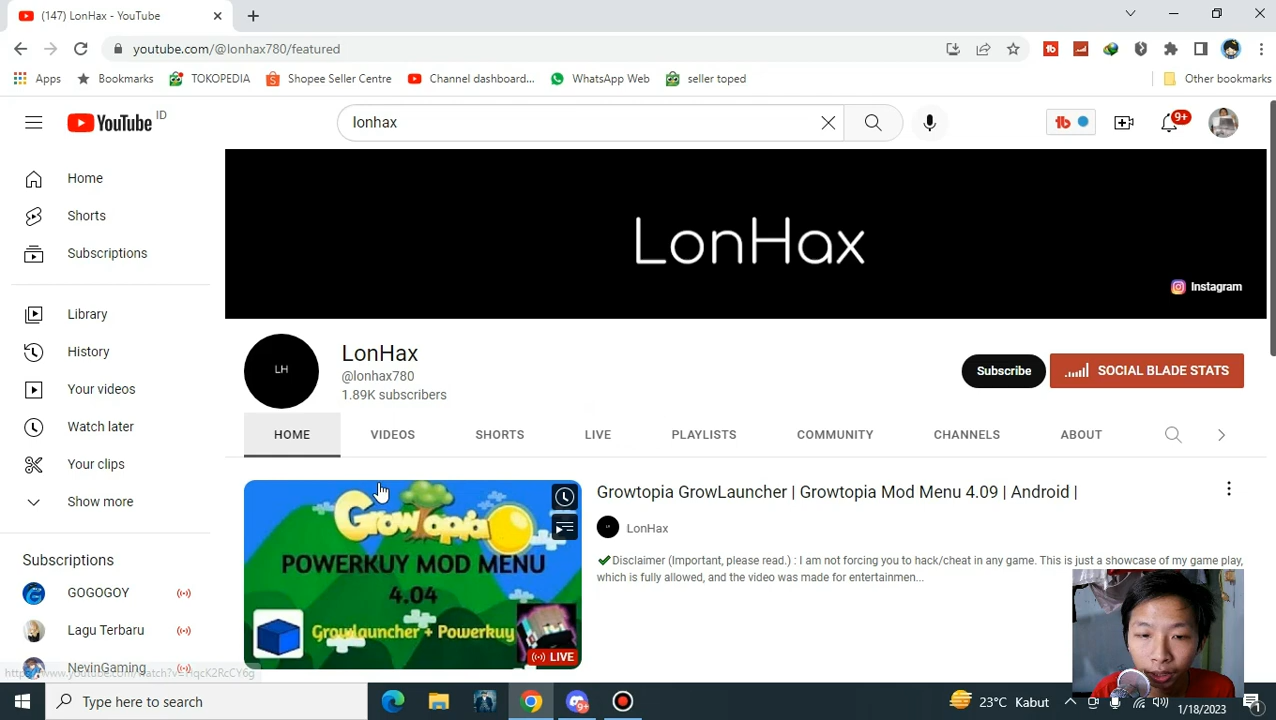 (147) LonHax - YouTube
youtube.com/@lonhax780/featured
Apps Bookmarks TOKOPEDIA Shopee Seller Centre Channel dashboard... WhatsApp Web seller toped Other bookmarks
YouTube ID
lonhax
9+
Home
Shorts
Subscriptions
Library
History
Your videos
Watch later
Your clips
Show more
Subscriptions
GOGOGOY
Lagu Terbaru
NevinGaming
LonHax
Instagram
LH
LonHax
@lonhax780
1.89K subscribers
Subscribe
SOCIAL BLADE STATS
HOME VIDEOS SHORTS LIVE PLAYLISTS COMMUNITY CHANNELS ABOUT
Growtopia
POWERKUY MOD MENU
4.04
Growlauncher + Powerkuy
LIVE
Growtopia GrowLauncher | Growtopia Mod Menu 4.09 | Android |
LonHax
✔Disclaimer (Important, please read.) : I am not forcing you to hack/cheat in any game. This is just a showcase of my game play,
which is fully allowed, and the video was made for entertainmen...
Type here to search
9+
23°C Kabut
1/18/2023
1